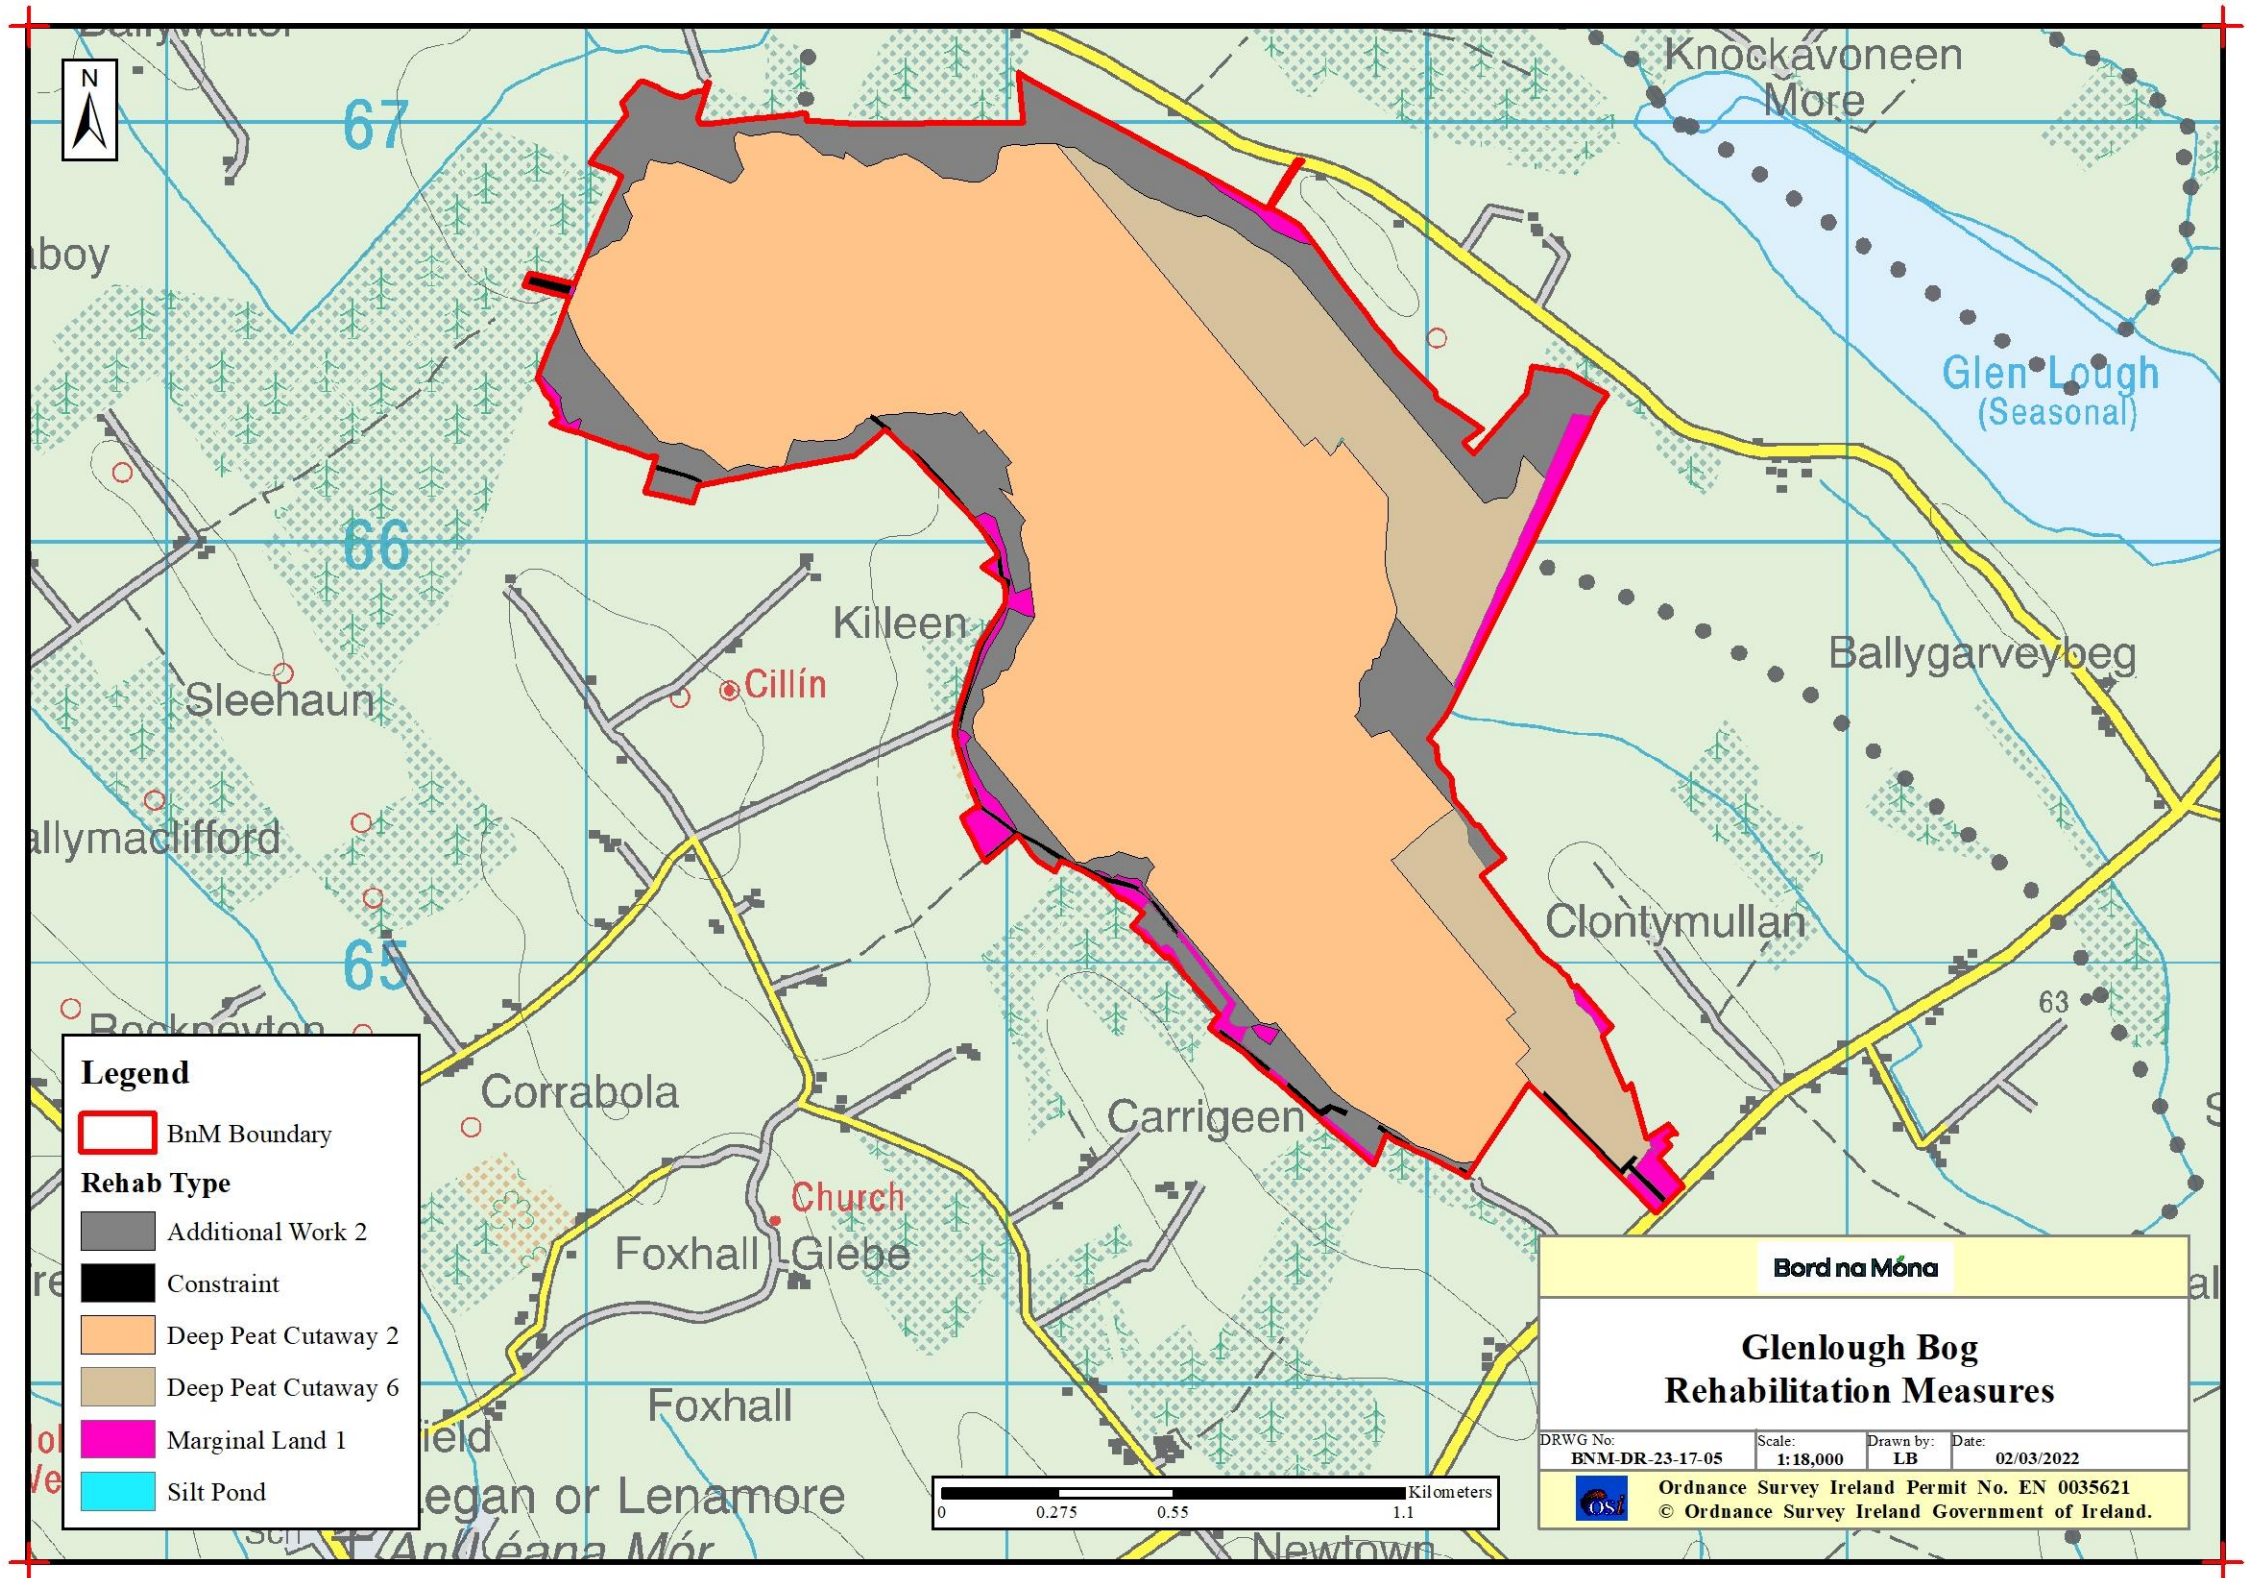 Knockavoneen
More
N
67
Glen Lough
(Seasonal)
66
Killeen
Ballygarveybeg
Cillín
Sleehaun
Clontymullan
65
63
Corrabola
Carrigeen
Church
Foxhall Glebe
Foxhall
Legend
BnM Boundary
Rehab Type
Additional Work 2
Constraint
Deep Peat Cutaway 2
Deep Peat Cutaway 6
Marginal Land 1
Silt Pond
egan or Lenamore
Newtown
Kilometers
0 0.275 0.55 1.1
Bord na Móna
Glenlough Bog
Rehabilitation Measures
DRWG No: Scale: Drawn by: Date:
BNM-DR-23-17-05 1:18,000 LB 02/03/2022
OSi
Ordnance Survey Ireland Permit No. EN 0035621
© Ordnance Survey Ireland Government of Ireland.